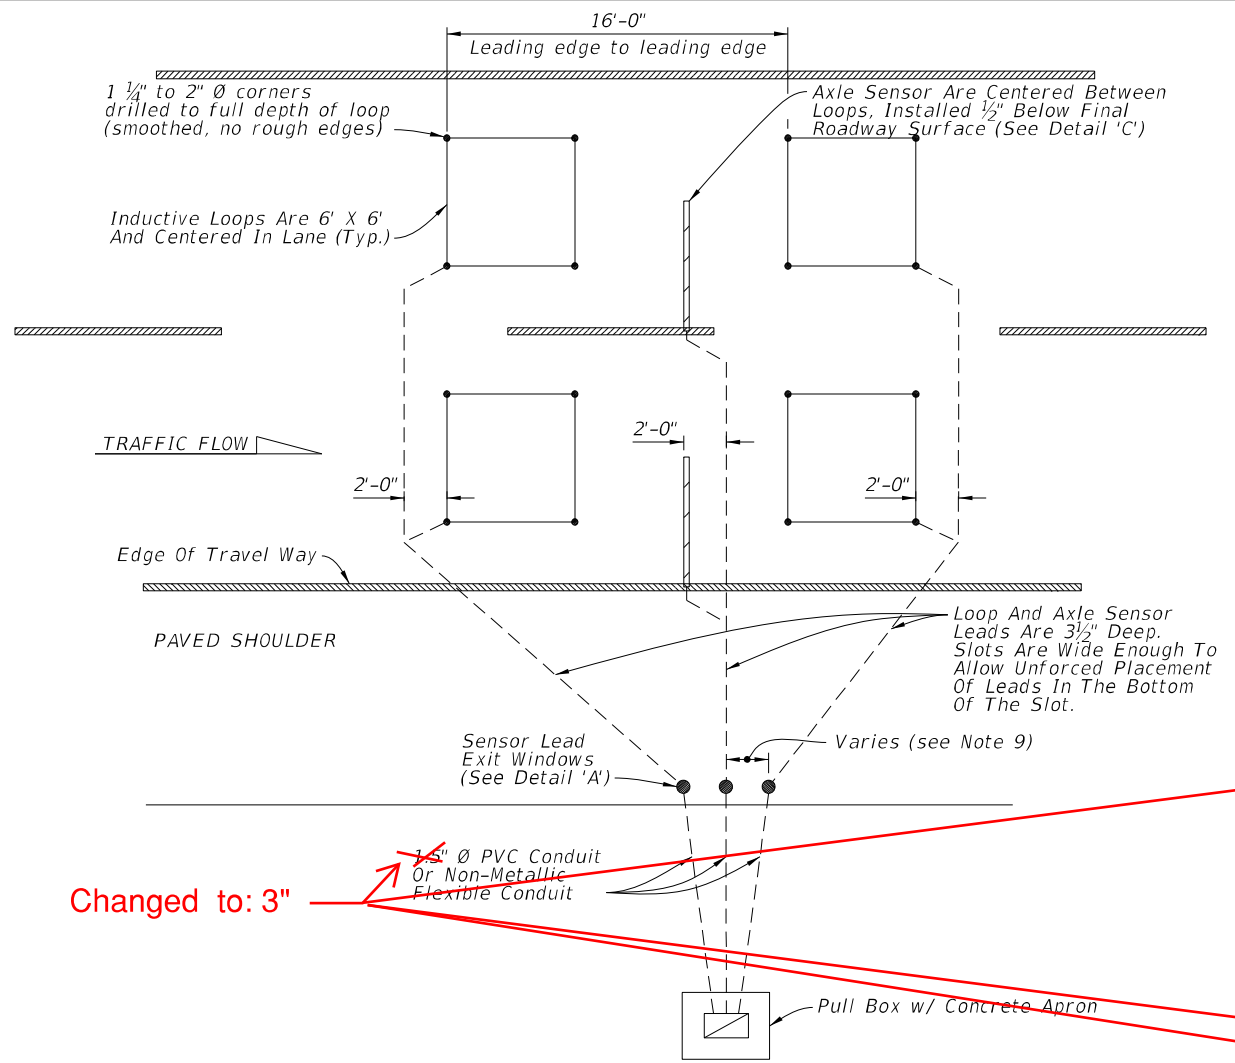 16'-0"
Leading edge to leading edge
1 ¼" to 2" Ø corners
drilled to full depth of loop
(smoothed, no rough edges)
Axle Sensor Are Centered Between
Loops, Installed ½" Below Final
Roadway Surface (See Detail 'C')
Inductive Loops Are 6' X 6'
And Centered In Lane (Typ.)
TRAFFIC FLOW
2'-0"
2'-0"
2'-0"
Edge Of Travel Way
PAVED SHOULDER
Loop And Axle Sensor
Leads Are 3½" Deep.
Slots Are Wide Enough To
Allow Unforced Placement
Of Leads In The Bottom
Of The Slot.
Sensor Lead
Exit Windows
(See Detail 'A')
Varies (see Note 9)
1.5" Ø PVC Conduit
Or Non-Metallic
Flexible Conduit
Changed to: 3"
Pull Box w/ Concrete Apron